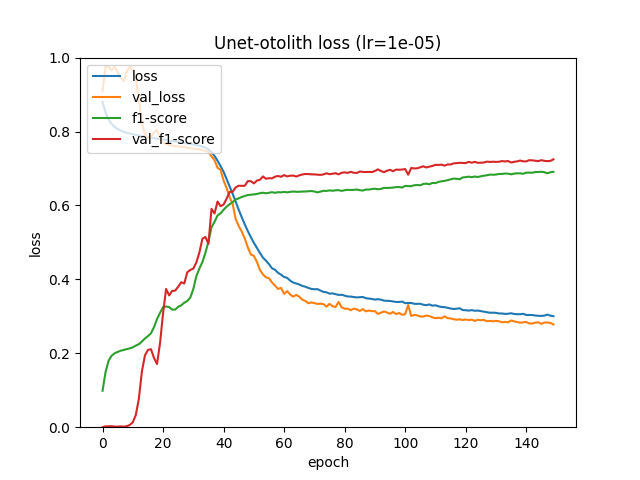 Unet-otolith loss (lr=1e-05)
loss
val_loss
f1-score
val_f1-score
1.0
0.8
0.6
0.4
0.2
0.0
loss
0 20 40 60 80 100 120 140
epoch